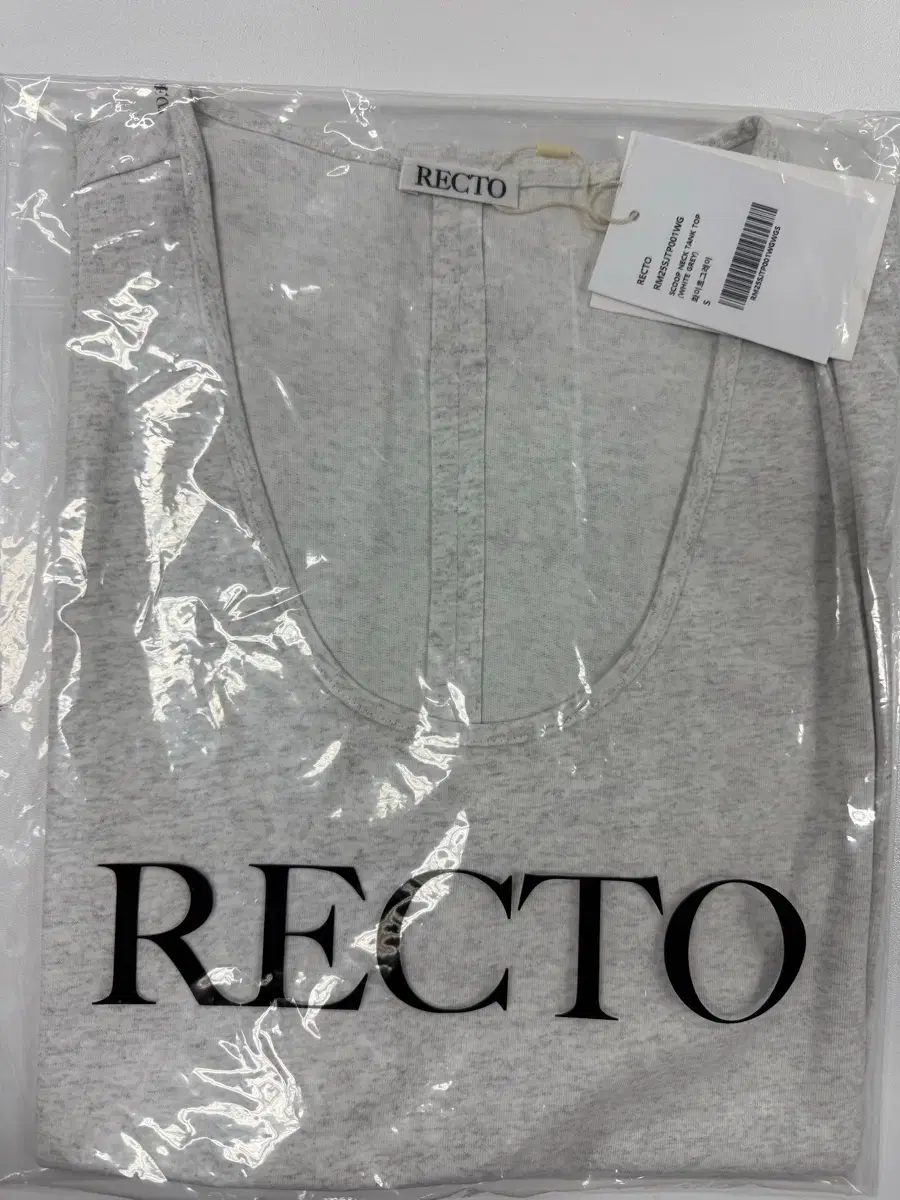 RECTO
RECTO
RM25SJTP001WG
SCOOP NECK TANK TOP
(WHITE GREY)
화이트그레이
S
RM25SJTP001WGWGS
RECTO